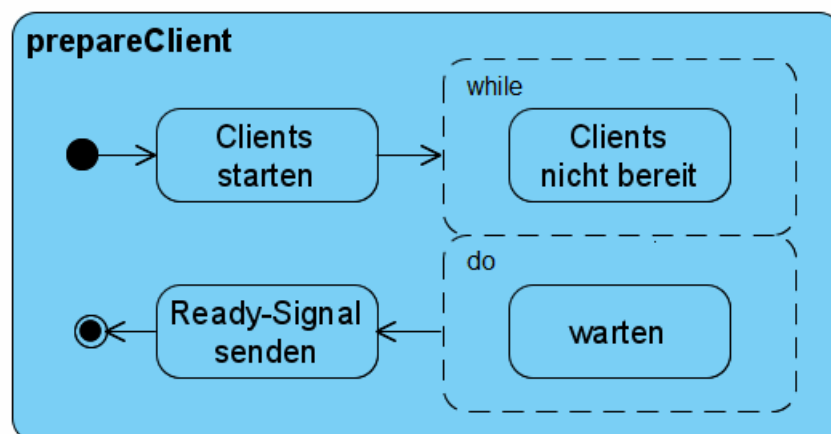 prepareClient
while
Clients
starten
Clients
nicht bereit
do
Ready-Signal
senden
warten